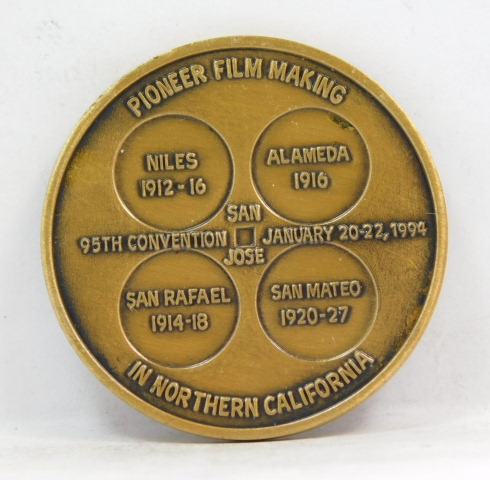 PIONEER FILM MAKING
NILES
1912-16
ALAMEDA
1916
SAN
95TH CONVENTION JANUARY 20-22, 1994
JOSE
SAN RAFAEL
1914-18
SAN MATEO
1920-27
IN NORTHERN CALIFORNIA